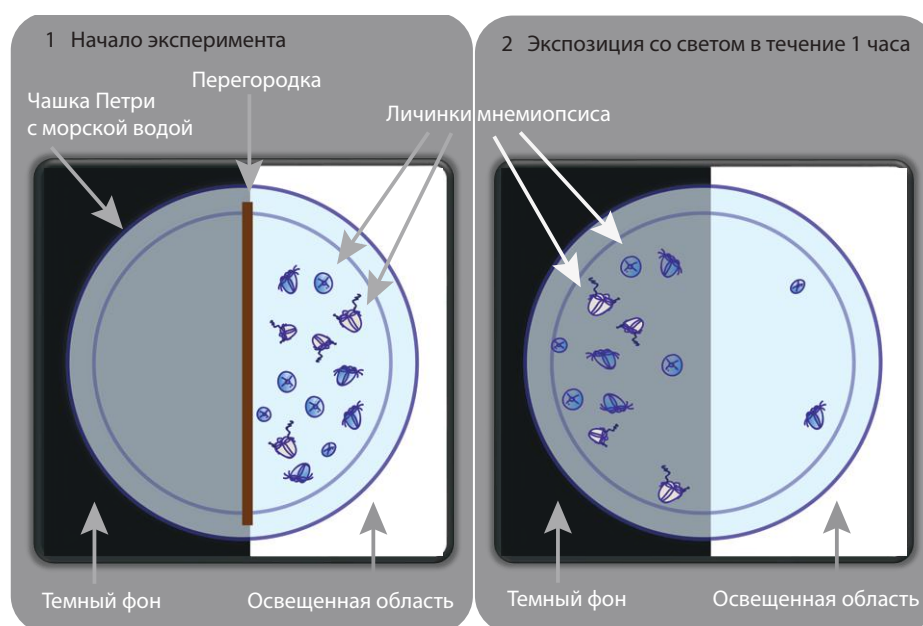 1 Начало эксперимента
Перегородка
Чашка Петри
с морской водой
Личинки мнемиопсиса
Темный фон
Освещенная область
2 Экспозиция со светом в течение 1 часа
Темный фон
Освещенная область